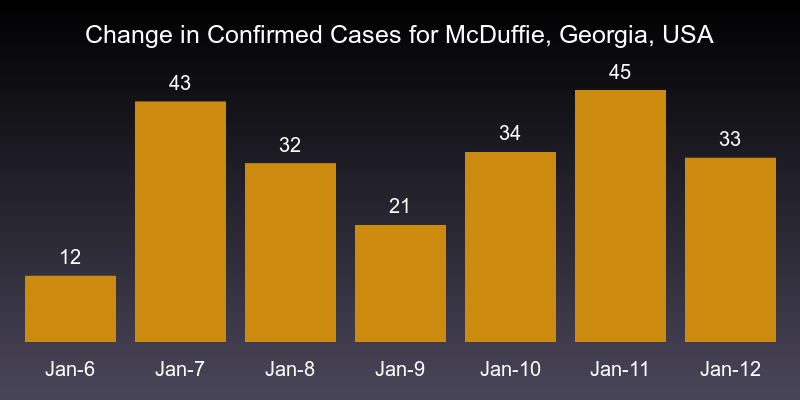 Change in Confirmed Cases for McDuffie, Georgia, USA
12
43
32
21
34
45
33
Jan-6
Jan-7
Jan-8
Jan-9
Jan-10
Jan-11
Jan-12